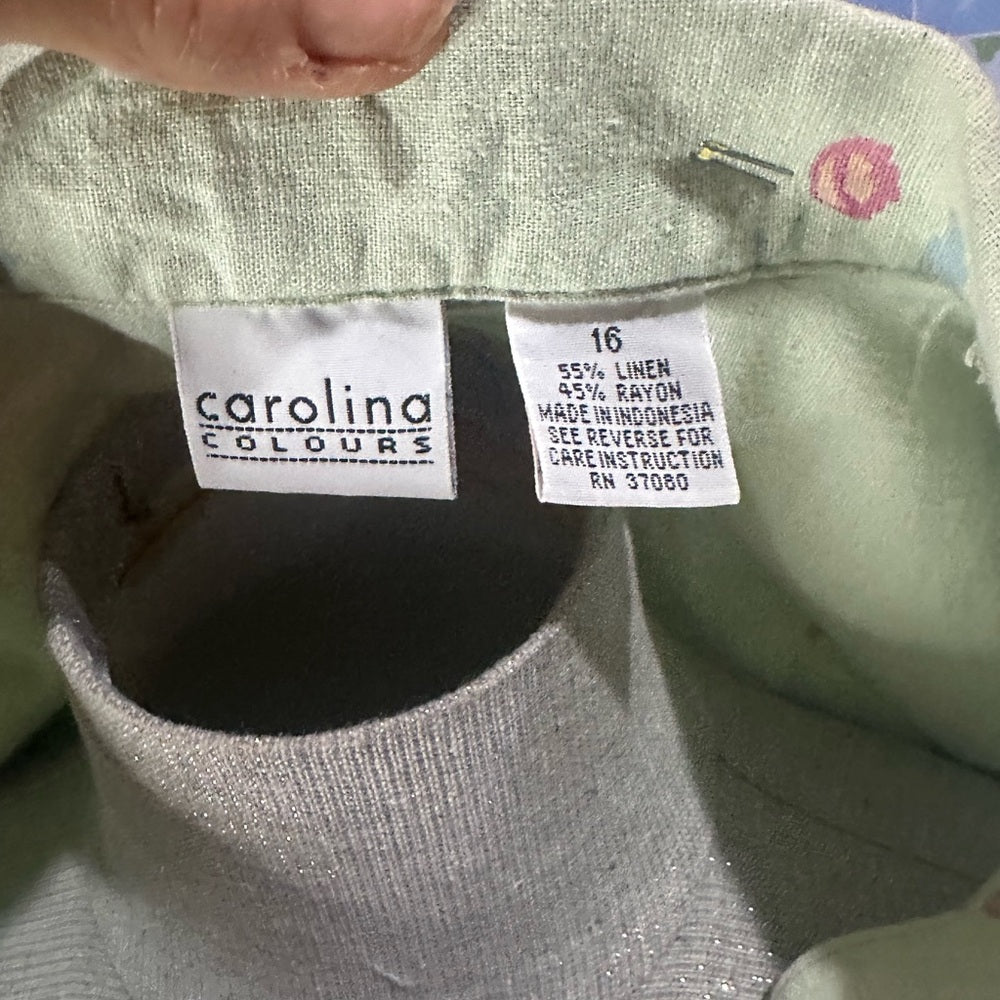 carolina
COLOURS
16
55% LINEN
45% RAYON
MADE IN INDONESIA
SEE REVERSE FOR
CARE INSTRUCTION
RN 37080